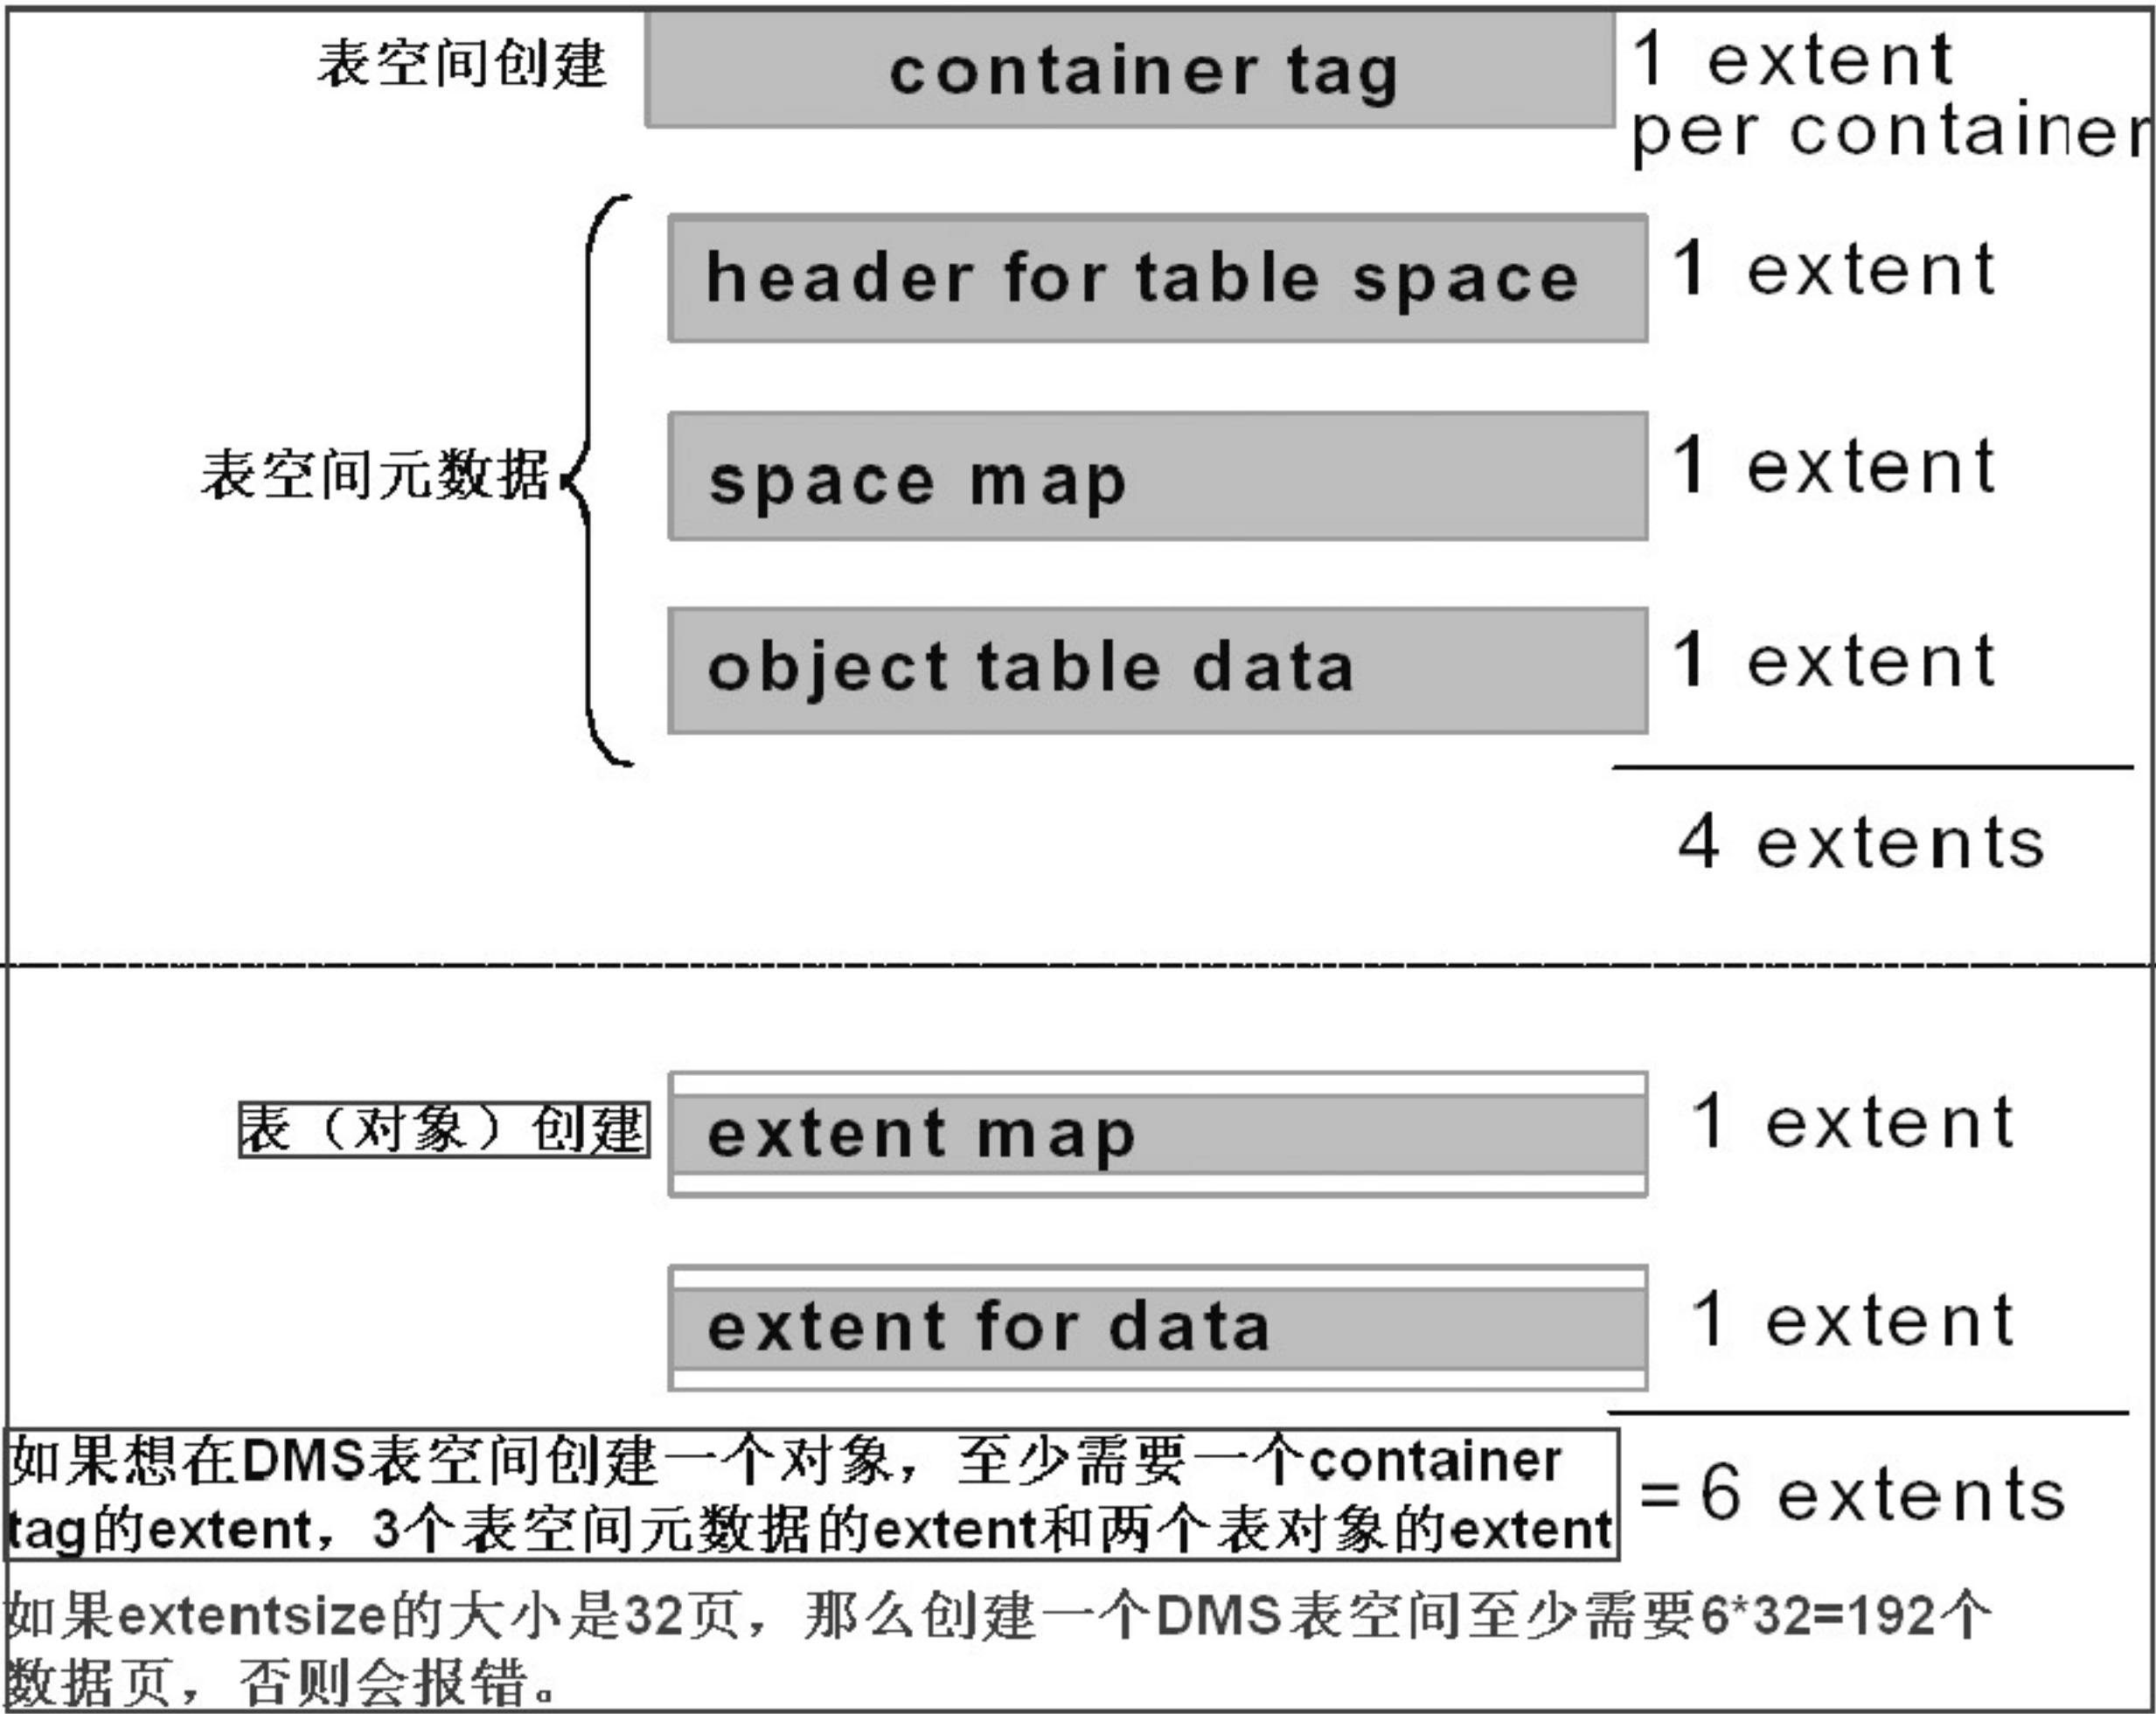 表空间创建
container tag
1 extent
per container
header for table space
1 extent
表空间元数据
space map
1 extent
object table data
1 extent
4 extents
表（对象）创建
extent map
1 extent
extent for data
1 extent
如果想在DMS表空间创建一个对象，至少需要一个container
tag的extent，3个表空间元数据的extent和两个表对象的extent
= 6 extents
如果extentsize的大小是32页，那么创建一个DMS表空间至少需要6*32=192个
数据页，否则会报错。